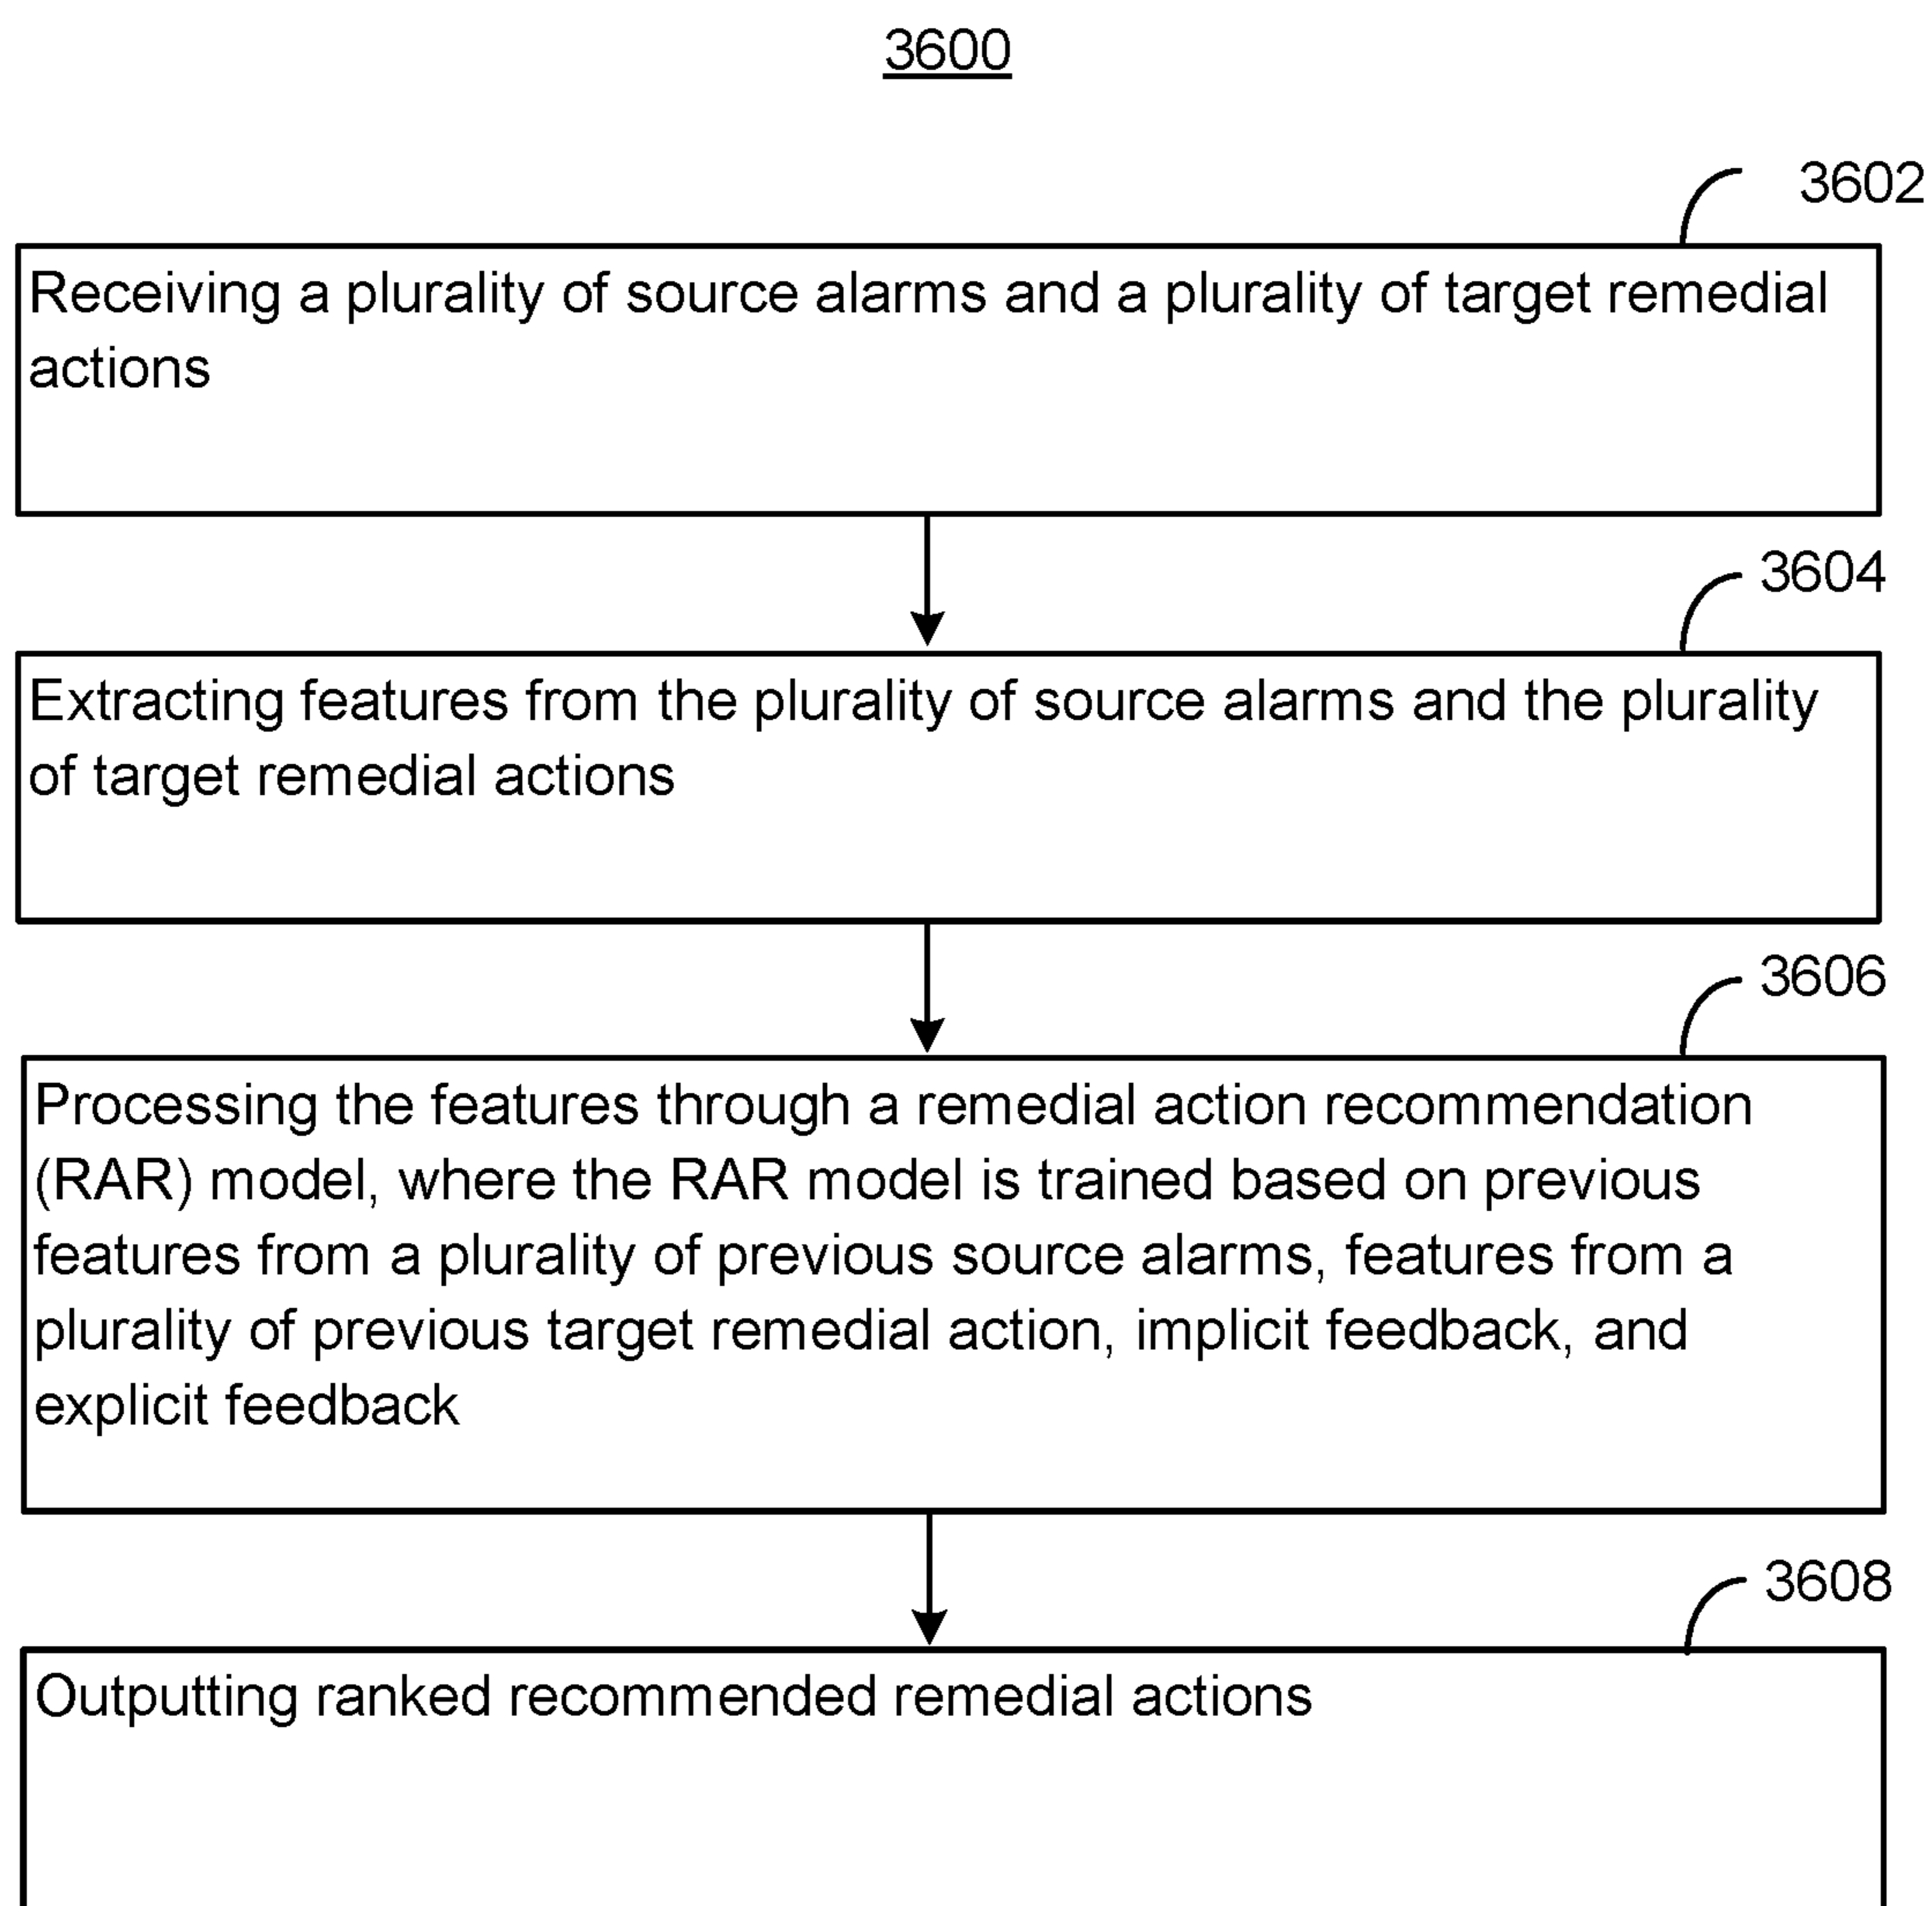 3600
3602
Receiving a plurality of source alarms and a plurality of target remedial
actions
3604
Extracting features from the plurality of source alarms and the plurality
of target remedial actions
3606
Processing the features through a remedial action recommendation
(RAR) model, where the RAR model is trained based on previous
features from a plurality of previous source alarms, features from a
plurality of previous target remedial action, implicit feedback, and
explicit feedback
3608
Outputting ranked recommended remedial actions